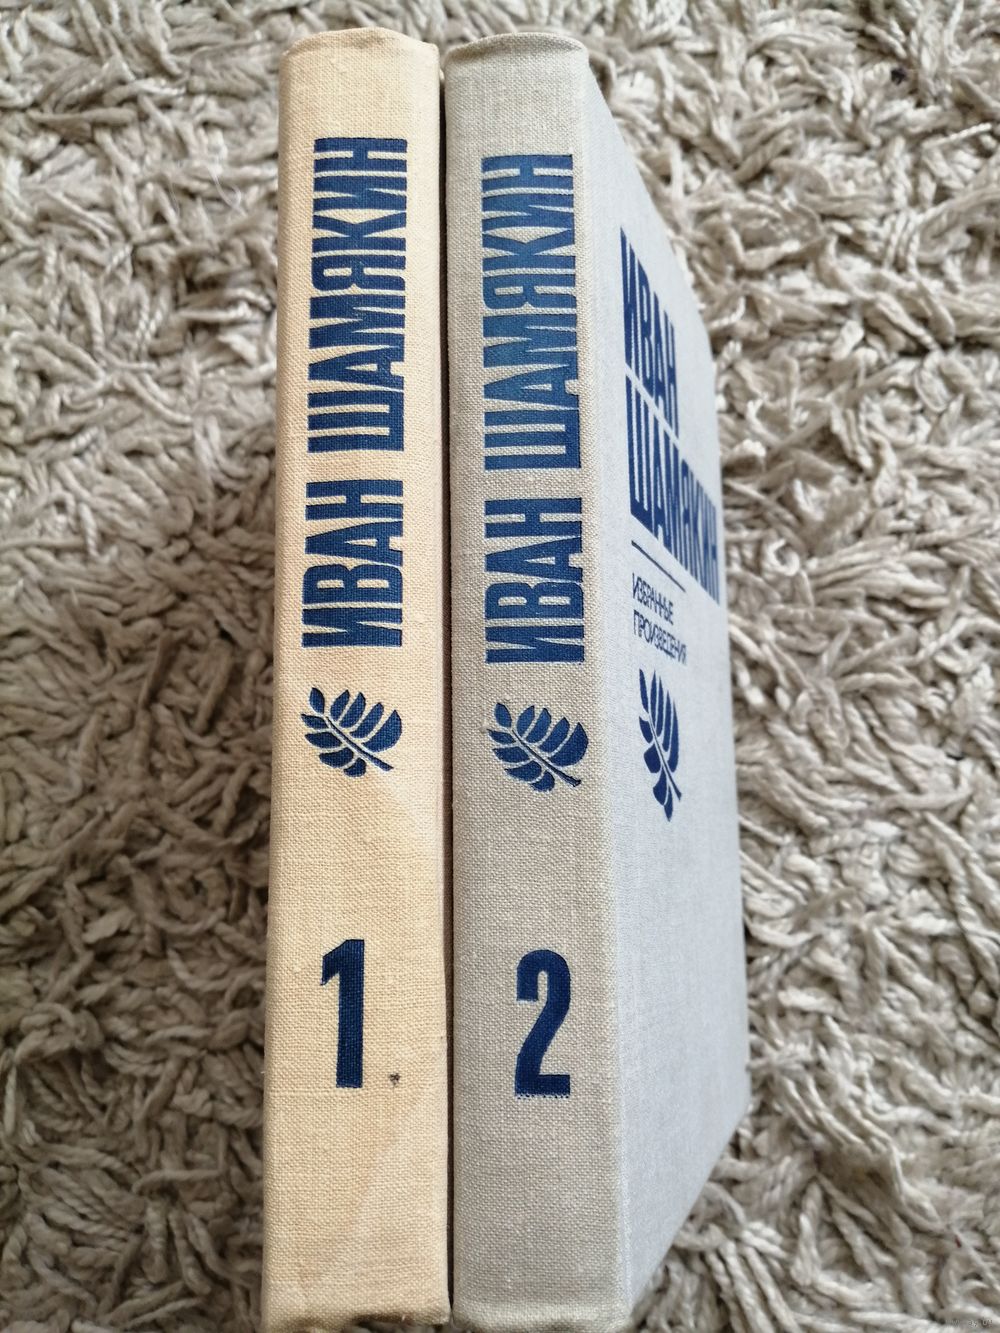 ИВАН ШАМЯКИН
1
ИВАН ШАМЯКИН
2
ИВАН
ШАМЯКИН
ИЗБРАННЫЕ
ПРОИЗВЕДЕНИЯ